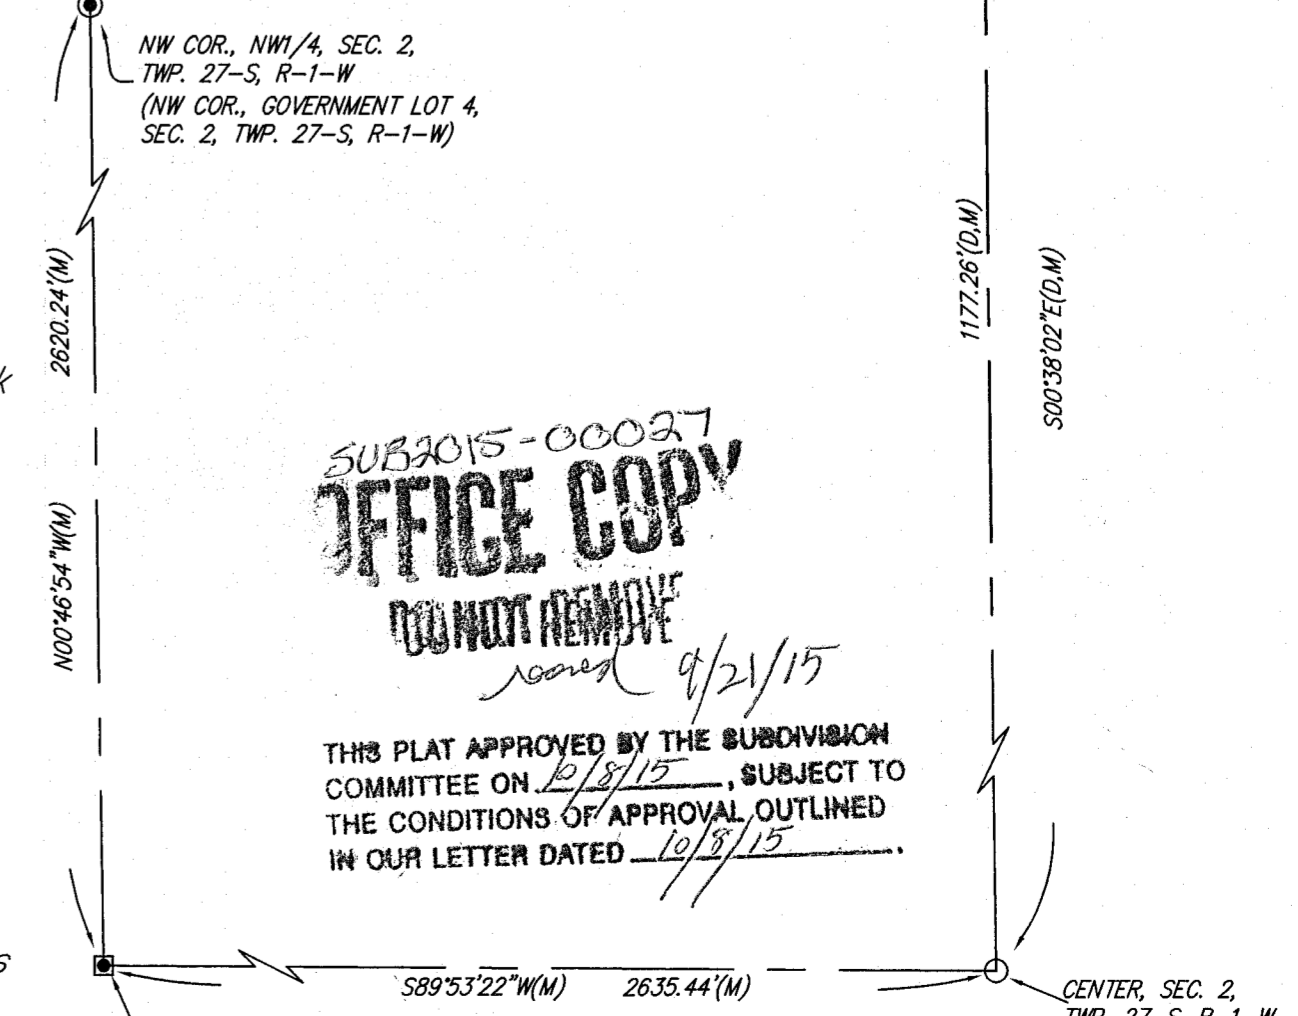 NW COR., NW1/4, SEC. 2,
TWP. 27-S, R-1-W
(NW COR., GOVERNMENT LOT 4,
SEC. 2, TWP. 27-S, R-1-W)
2620.24'(M)
N00°46'54"W(M)
1177.26'(D,M)
S00°38'02"E(D,M)
SUB2015-00027
OFFICE COPY
DO NOT REMOVE
9/21/15
THIS PLAT APPROVED BY THE SUBDIVISION
COMMITTEE ON 10/8/15, SUBJECT TO
THE CONDITIONS OF APPROVAL OUTLINED
IN OUR LETTER DATED 10/8/15.
S89°53'22"W(M) 2635.44'(M)
CENTER, SEC. 2,
TWP. 27-S, R-1-W